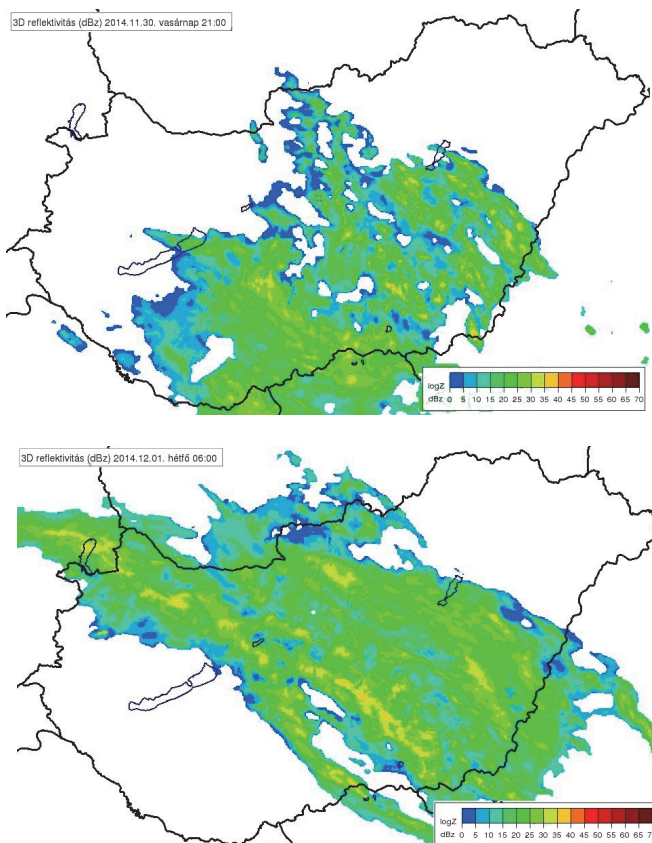 3D reflektivitás (dBz) 2014.11.30. vasárnap 21:00
logZ
dBz 0 5 10 15 20 25 30 35 40 45 50 55 60 65 70
3D reflektivitás (dBz) 2014.12.01. hétfő 06:00
logZ
dBz 0 5 10 15 20 25 30 35 40 45 50 55 60 65 7